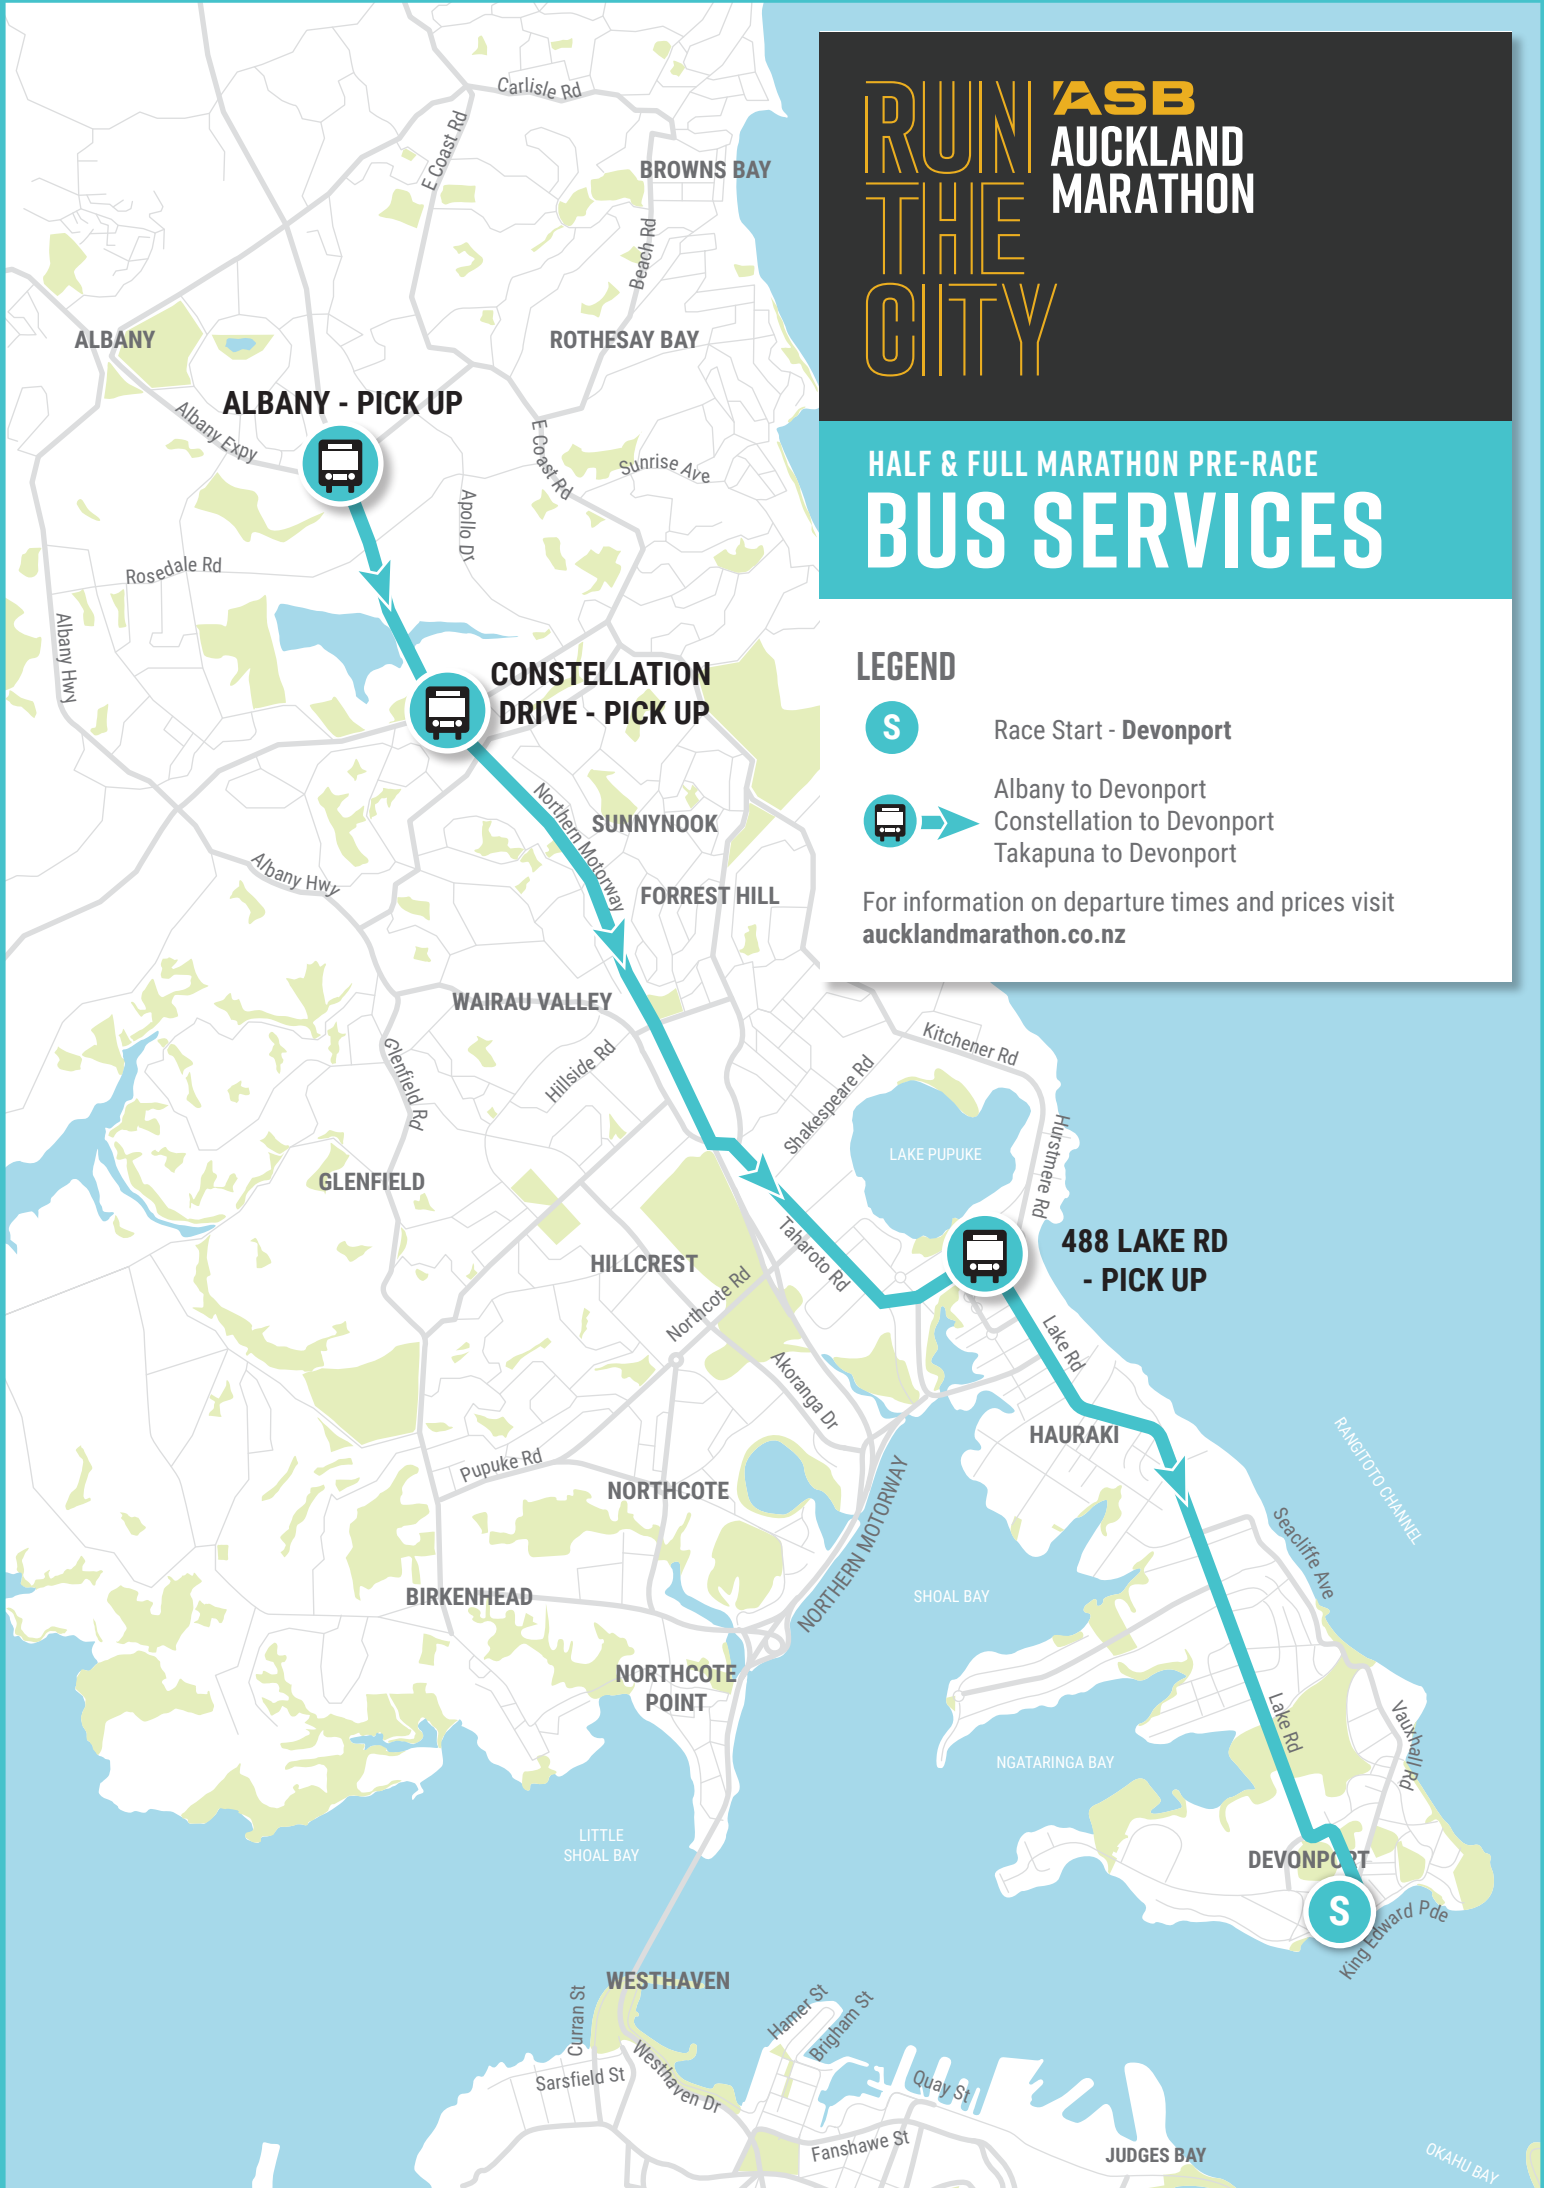 RUN
THE
CITY
ASB
AUCKLAND
MARATHON
HALF & FULL MARATHON PRE-RACE
BUS SERVICES
LEGEND
S
Race Start - Devonport
Albany to Devonport
Constellation to Devonport
Takapuna to Devonport
For information on departure times and prices visit
aucklandmarathon.co.nz
Carlisle Rd
E Coast Rd
BROWNS BAY
Beach Rd
ALBANY
ROTHESAY BAY
ALBANY - PICK UP
Albany Expy
E Coast Rd
Sunrise Ave
Apollo Dr
Rosedale Rd
Albany Hwy
CONSTELLATION
DRIVE - PICK UP
Northern Motorway
SUNNYNOOK
Albany Hwy
FORREST HILL
WAIRAU VALLEY
Kitchener Rd
Glenfield Rd
Hillside Rd
Shakespeare Rd
Hurstmere Rd
LAKE PUPUKE
GLENFIELD
488 LAKE RD
- PICK UP
HILLCREST
Taharoto Rd
Northcote Rd
Lake Rd
Akoranga Dr
HAURAKI
RANGITOTO CHANNEL
Pupuke Rd
NORTHCOTE
NORTHERN MOTORWAY
Seacliffe Ave
BIRKENHEAD
SHOAL BAY
NORTHCOTE
POINT
Lake Rd
Vauxhall Rd
NGATARINGA BAY
LITTLE
SHOAL BAY
DEVONPORT
S
King Edward Pde
WESTHAVEN
Curran St
Hamer St
Brigham St
Westhaven Dr
Sarsfield St
Quay St
Fanshawe St
JUDGES BAY
OKAHU BAY